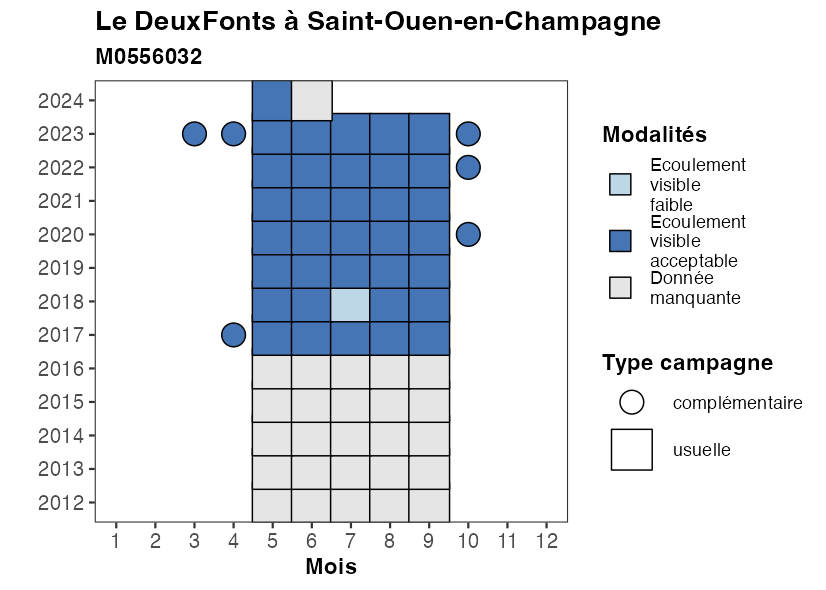 Le DeuxFonts à Saint-Ouen-en-Champagne
M0556032
2024
2023
2022
2021
2020
2019
2018
2017
2016
2015
2014
2013
2012
1 2 3 4 5 6 7 8 9 10 11 12
Mois
Modalités
Ecoulement
visible
faible
Ecoulement
visible
acceptable
Donnée
manquante
Type campagne
complémentaire
usuelle